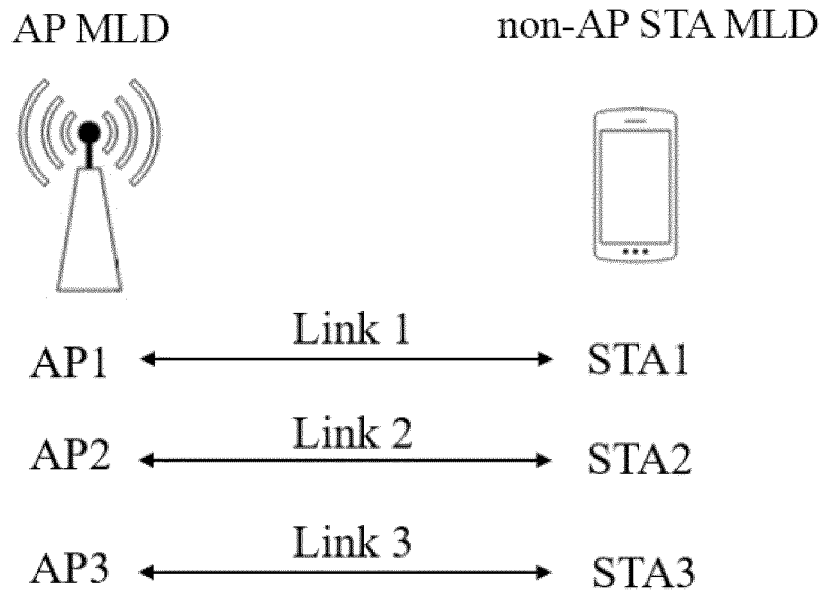 AP MLD
non-AP STA MLD
Link 1
AP1
STA1
Link 2
AP2
STA2
Link 3
AP3
STA3